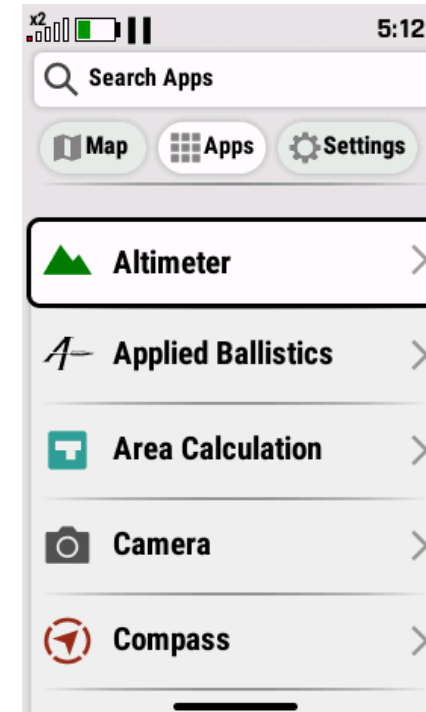 x2
5:12
Search Apps
Map Apps Settings
Altimeter
Applied Ballistics
Area Calculation
Camera
Compass